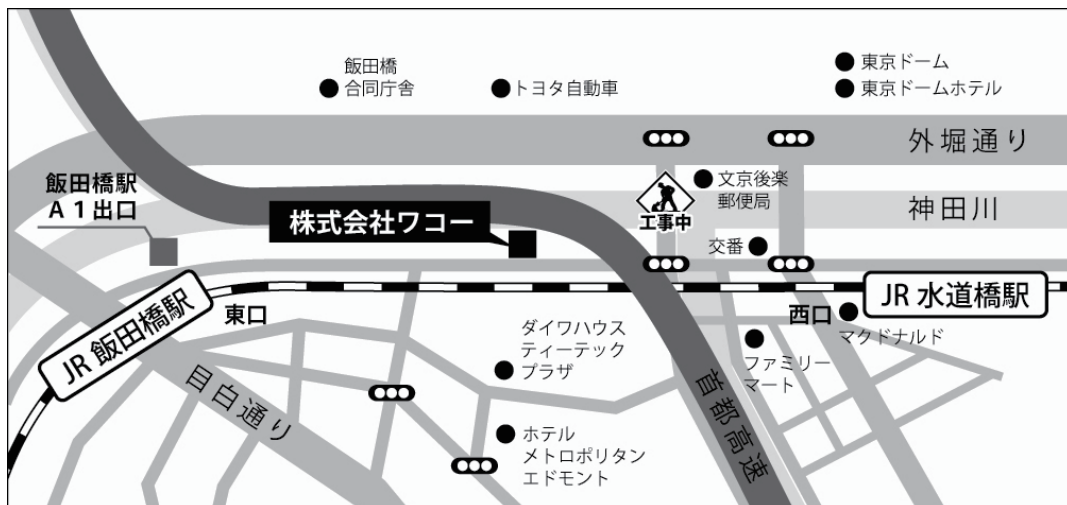 飯田橋
合同庁舎
トヨタ自動車
東京ドーム
東京ドームホテル
外堀通り
飯田橋駅
A1出口
文京後楽
郵便局
工事中
神田川
株式会社ワコー
交番
JR 飯田橋駅
東口
西口
JR 水道橋駅
マクドナルド
ダイワハウス
ティーテック
プラザ
ファミリー
マート
目白通り
首都高速
ホテル
メトロポリタン
エドモント